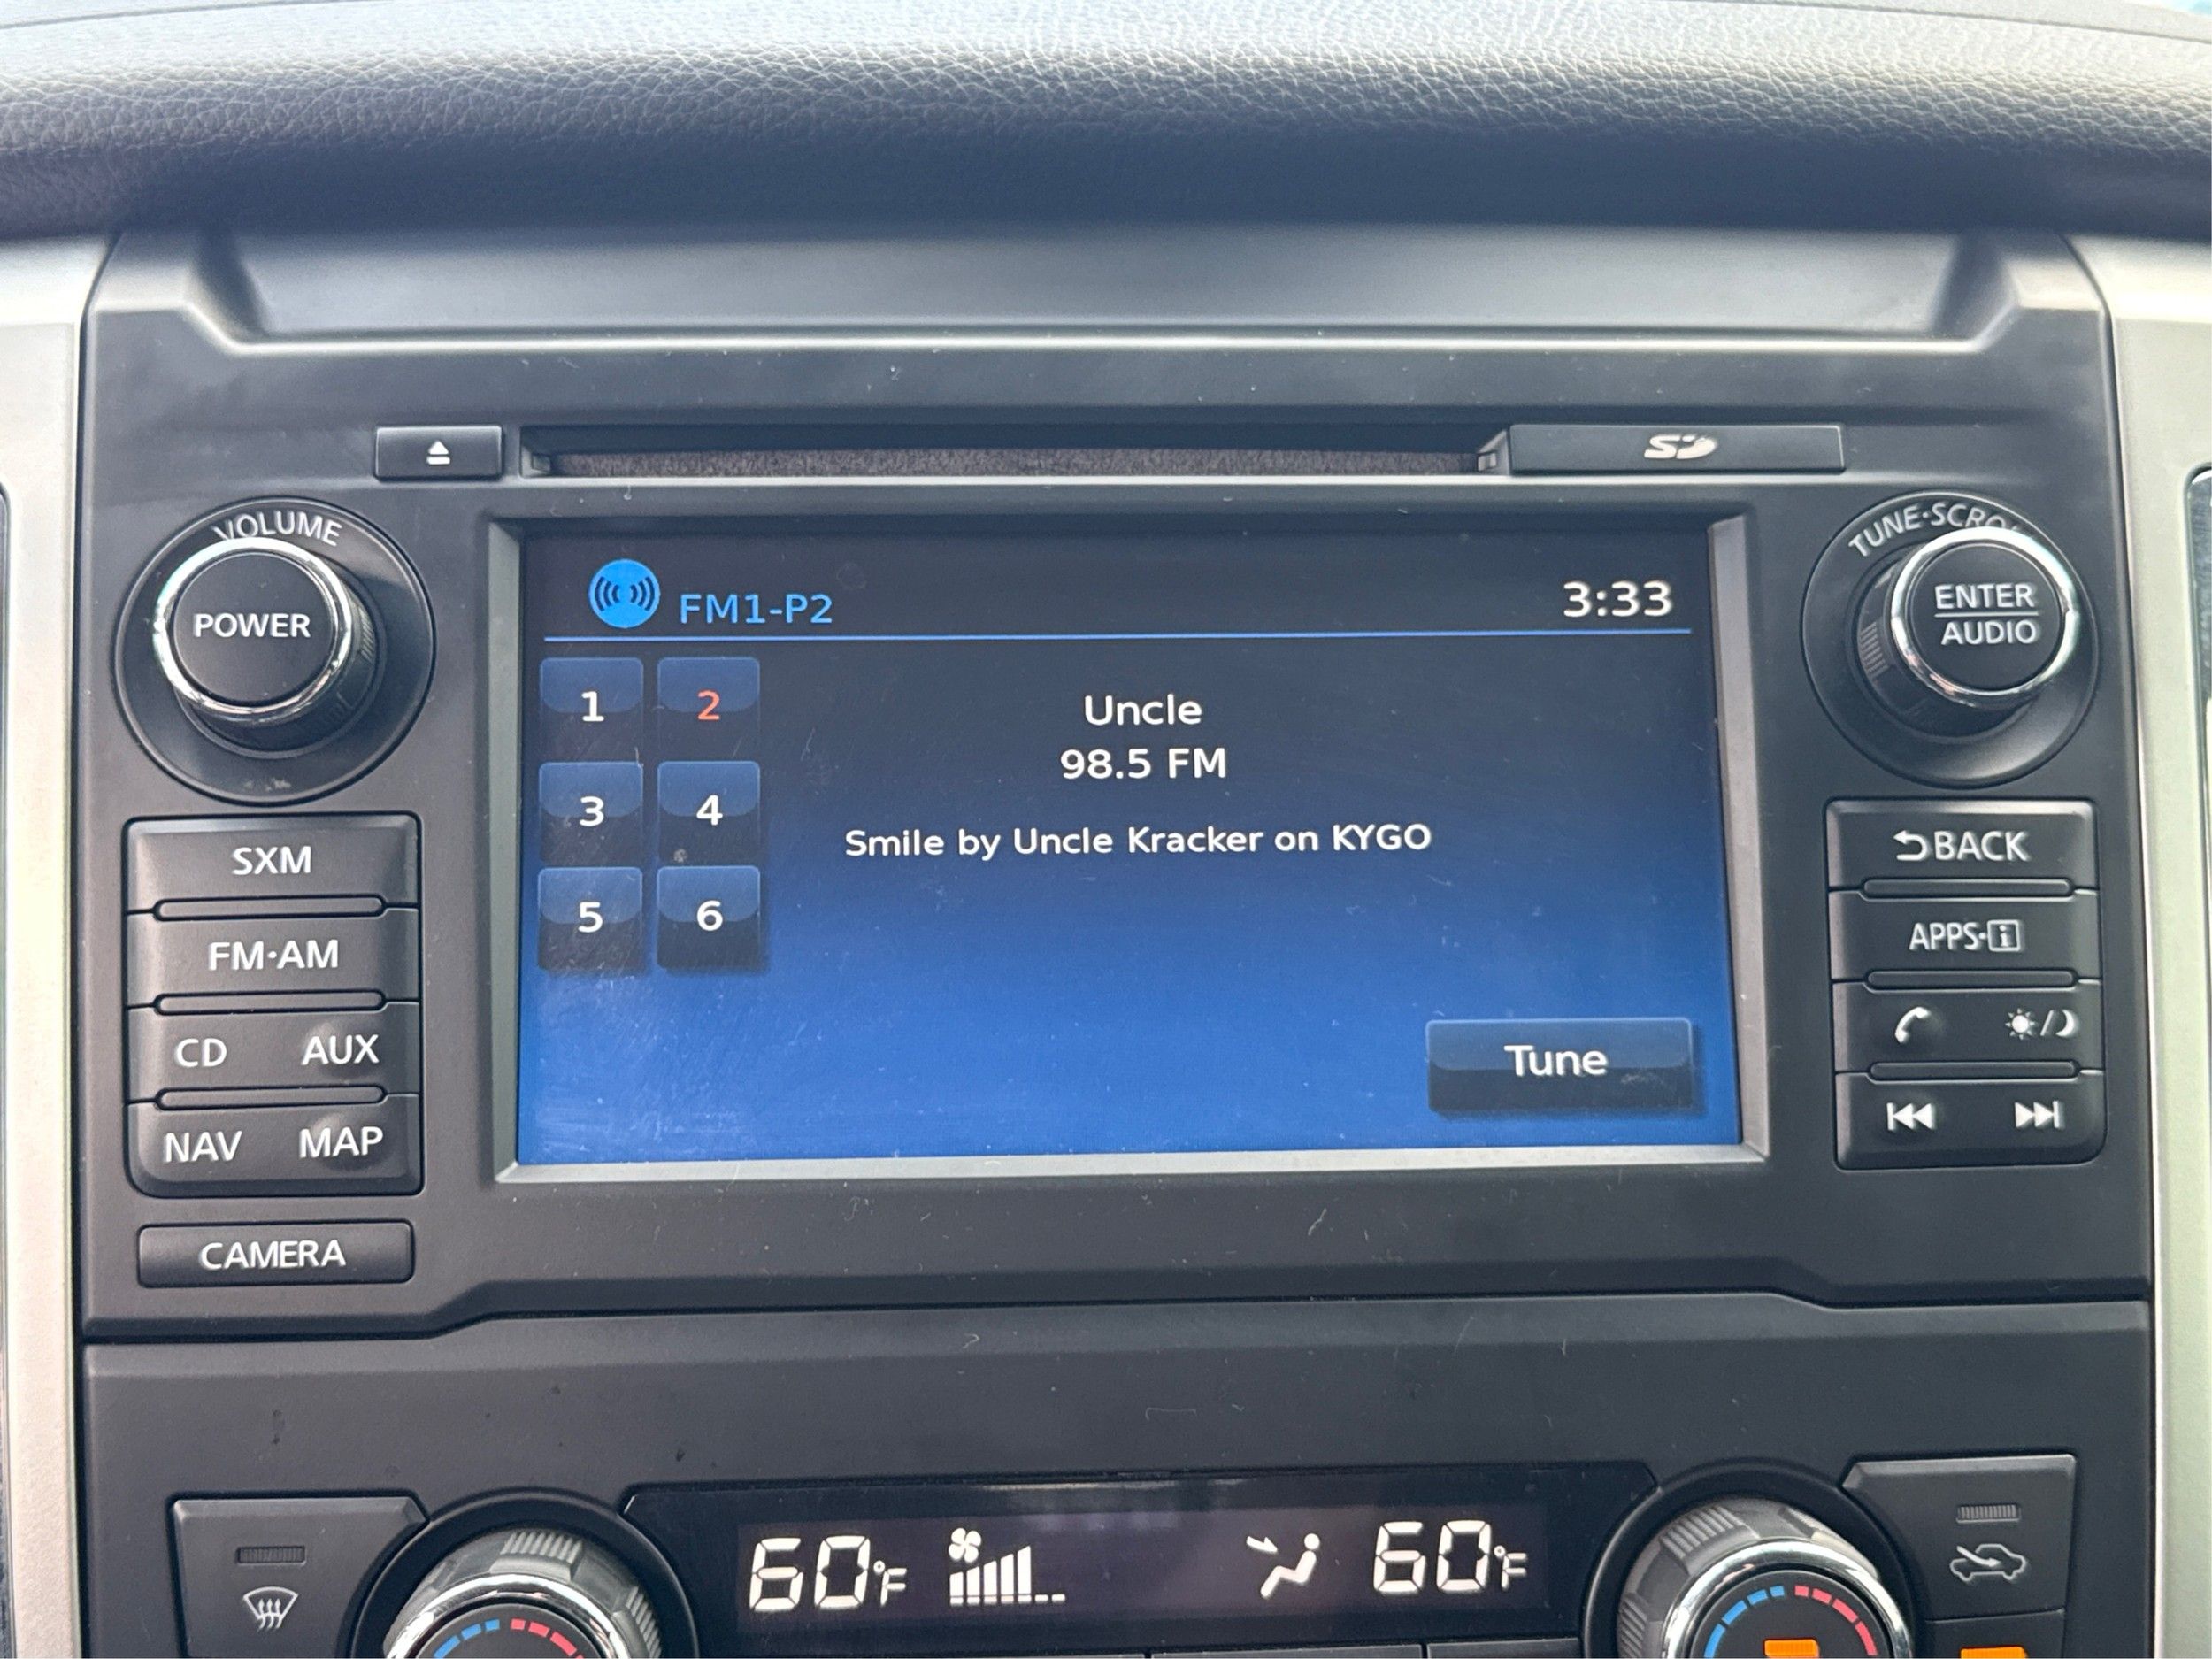 SD
VOLUME
POWER
TUNE·SCRO
ENTER
AUDIO
FM1-P2
3:33
1
2
3
4
5
6
Uncle
98.5 FM
Smile by Uncle Kracker on KYGO
Tune
SXM
FM·AM
CD AUX
NAV MAP
CAMERA
BACK
APPS·i
60°F
60°F